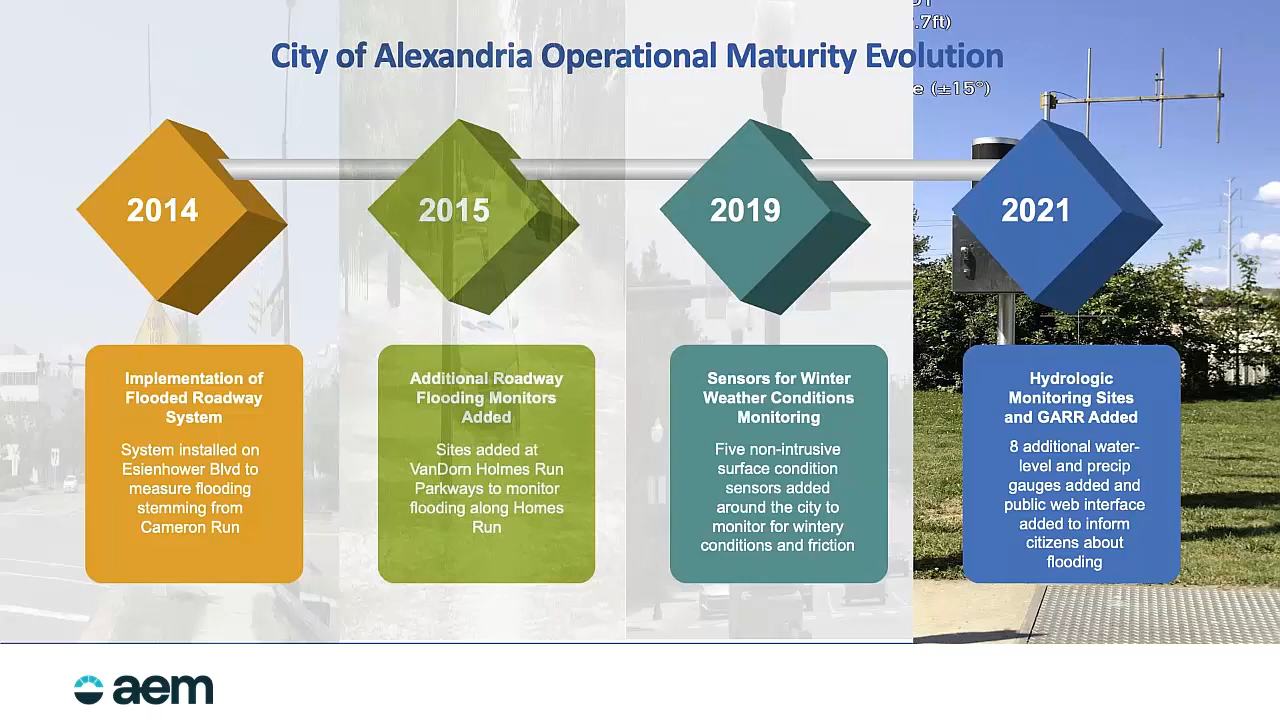 01
.7ft)
City of Alexandria Operational Maturity Evolution
e (±15°)
2014
2015
2019
2021
Implementation of
Flooded Roadway
System
System installed on
Esienhower Blvd to
measure flooding
stemming from
Cameron Run
Additional Roadway
Flooding Monitors
Added
Sites added at
VanDorn Holmes Run
Parkways to monitor
flooding along Homes
Run
Sensors for Winter
Weather Conditions
Monitoring
Five non-intrusive
surface condition
sensors added
around the city to
monitor for wintery
conditions and friction
Hydrologic
Monitoring Sites
and GARR Added
8 additional water-
level and precip
gauges added and
public web interface
added to inform
citizens about
flooding
aem